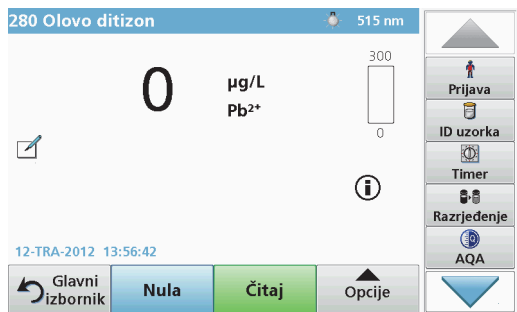 280 Olovo ditizon
515 nm
0
µg/L
Pb²⁺
300
0
i
12-TRA-2012 13:56:42
Glavni
izbornik
Nula
Čitaj
Opcije
Prijava
ID uzorka
Timer
Razrjeđenje
AQA